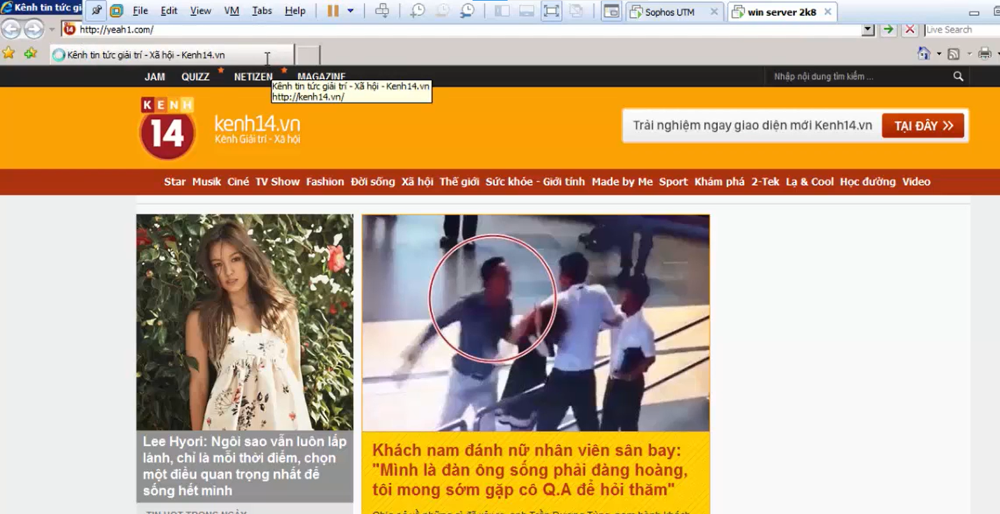 Kênh tin tức gi
File Edit View VM Tabs Help
Sophos UTM
win server 2k8
14 http://yeah1.com/
Live Search
Kênh tin tức giải trí - Xã hội - Kenh14.vn
JAM QUIZZ NETIZEN MAGAZINE
Nhập nội dung tìm kiếm ...
Kênh tin tức giải trí - Xã hội - Kenh14.vn
http://kenh14.vn/
KENH
14
kenh14.vn
Kênh Giải trí - Xã hội
Trải nghiệm ngay giao diện mới Kenh14.vn
TẠI ĐÂY
Star Musik Ciné TV Show Fashion Đời sống Xã hội Thế giới Sức khỏe - Giới tính Made by Me Sport Khám phá 2-Tek Lạ & Cool Học đường Video
Lee Hyori: Ngôi sao vẫn luôn lấp
lánh, chỉ là mỗi thời điểm, chọn
một điều quan trọng nhất để
sống hết mình
Khách nam đánh nữ nhân viên sân bay:
"Mình là đàn ông sống phải đàng hoàng,
tôi mong sớm gặp cô Q.A để hỏi thăm"
TIN HOT TRONG NGÀY